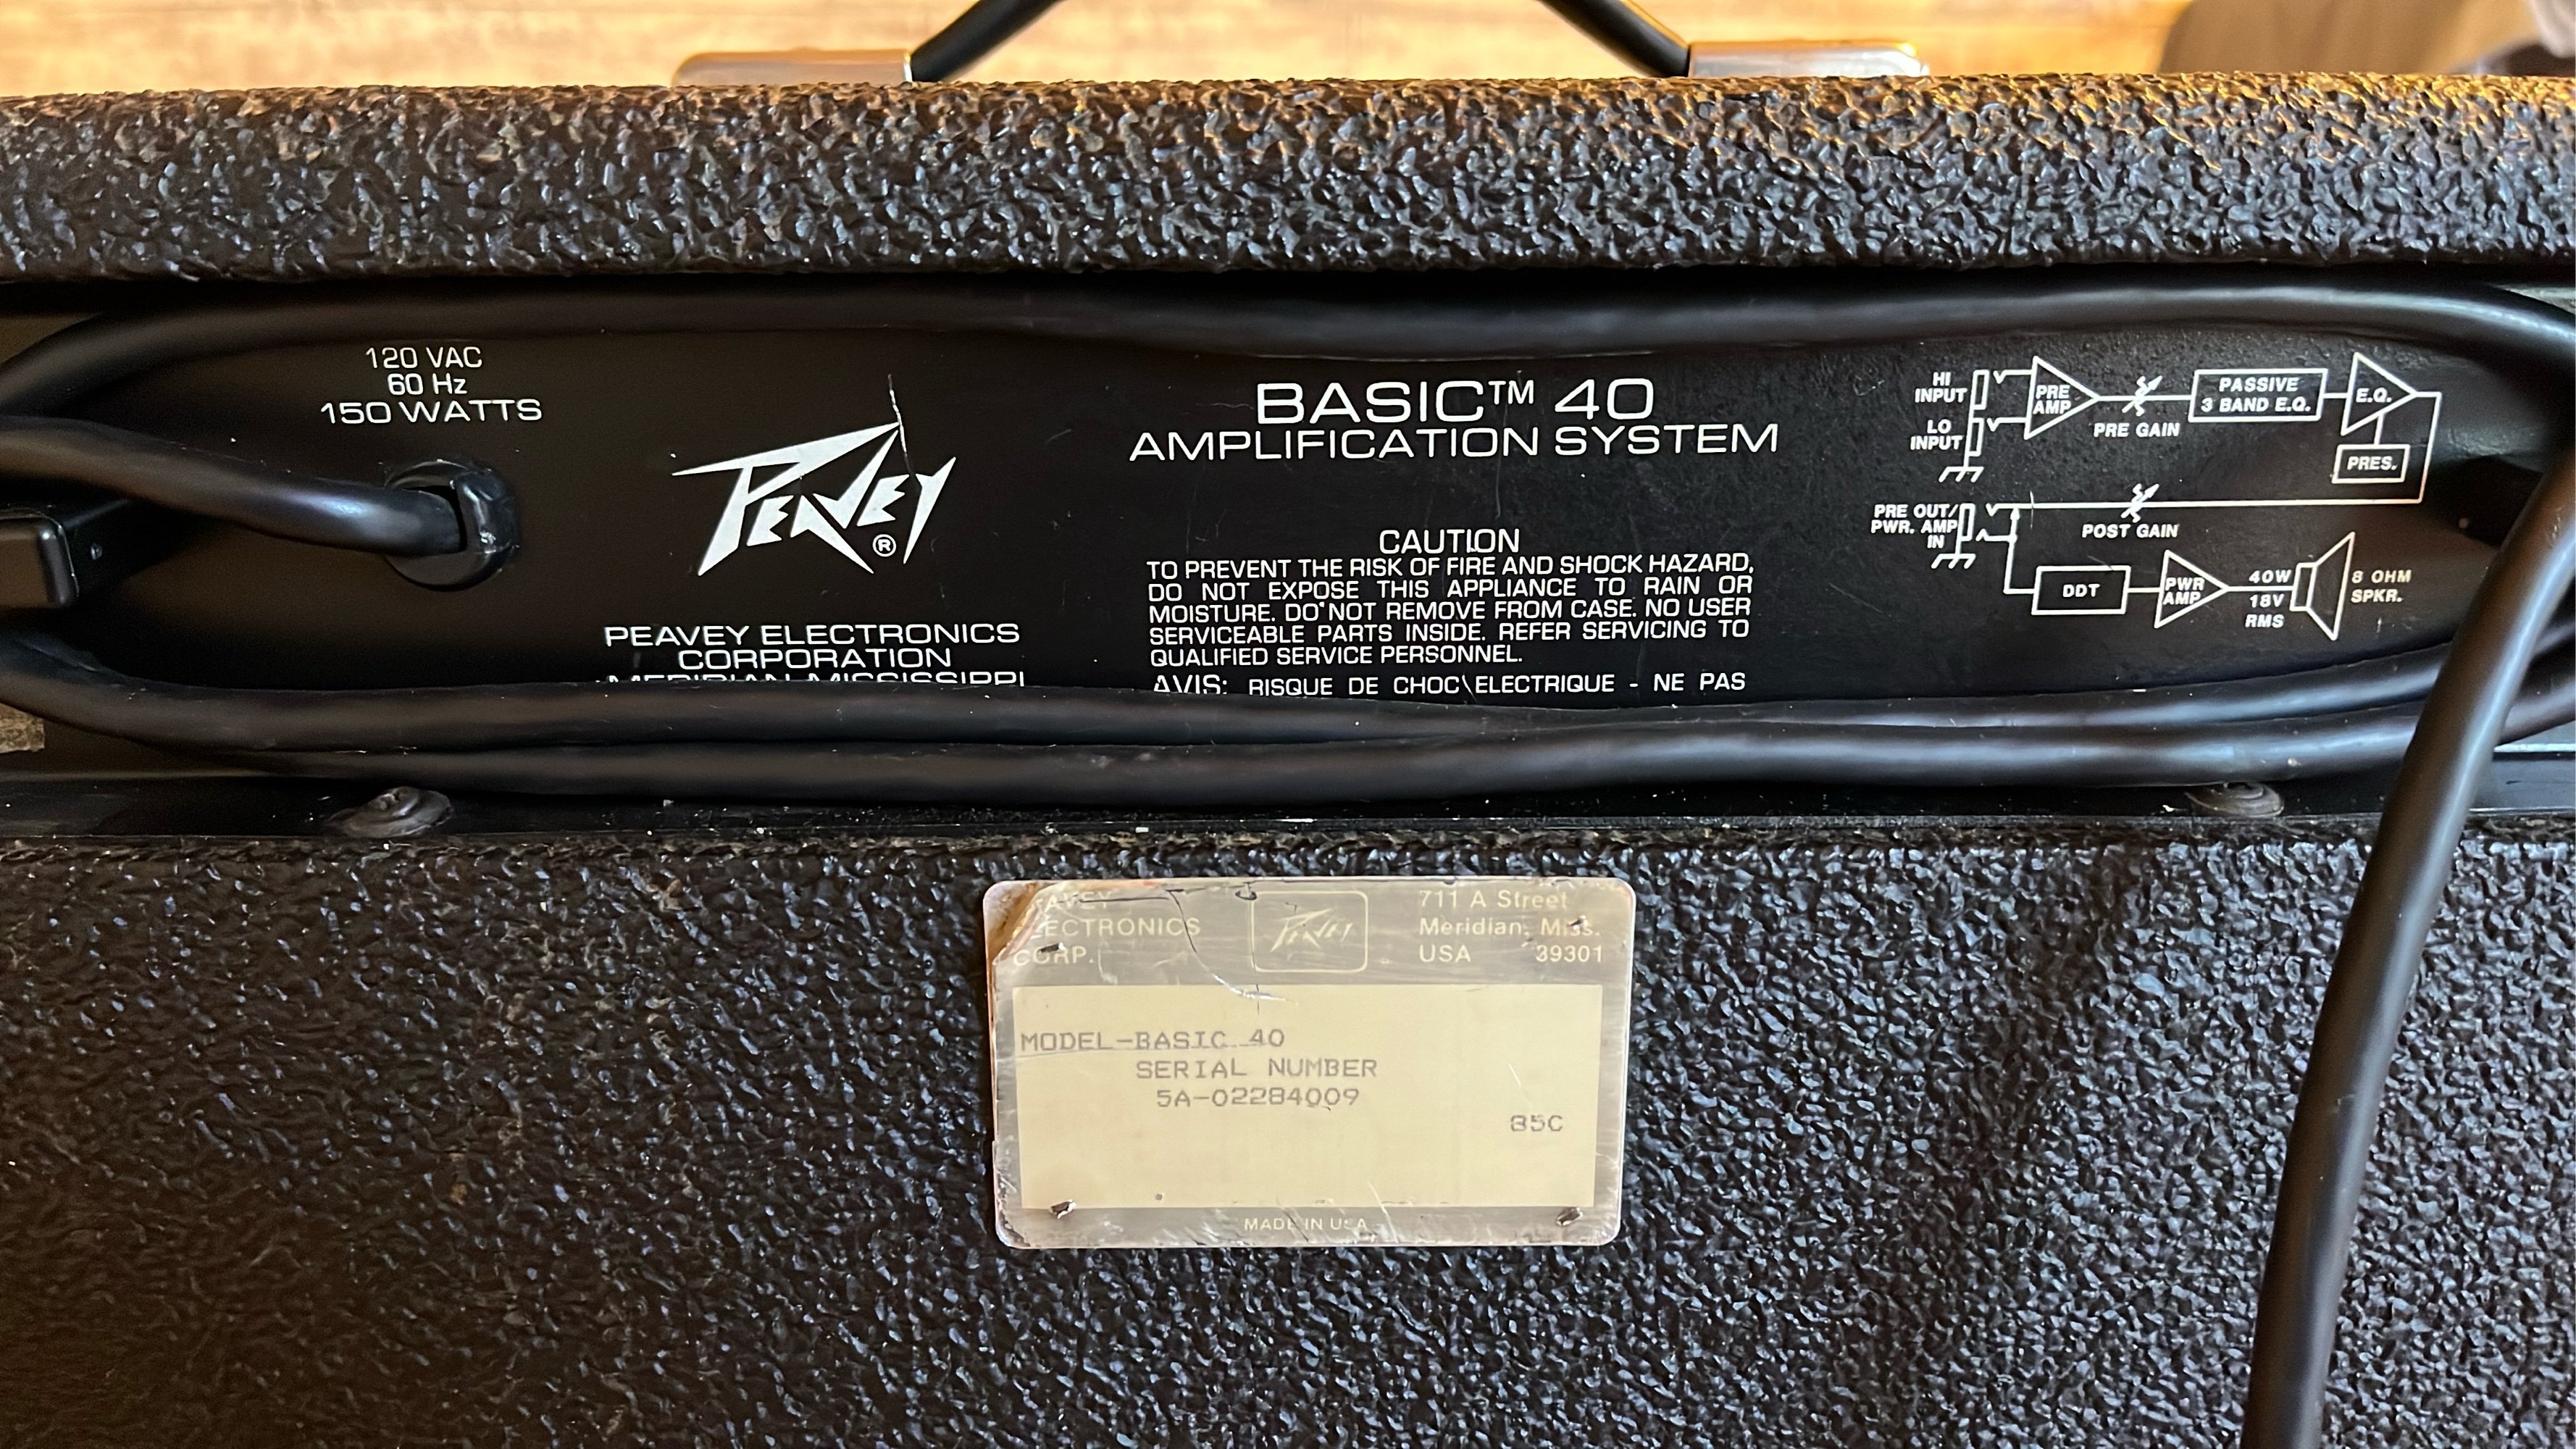 120 VAC
60 Hz
150 WATTS
PEAVEY®
PEAVEY ELECTRONICS
CORPORATION
MERIDIAN, MISSISSIPPI
BASIC™ 40
AMPLIFICATION SYSTEM
CAUTION
TO PREVENT THE RISK OF FIRE AND SHOCK HAZARD,
DO NOT EXPOSE THIS APPLIANCE TO RAIN OR
MOISTURE. DO NOT REMOVE FROM CASE. NO USER
SERVICEABLE PARTS INSIDE. REFER SERVICING TO
QUALIFIED SERVICE PERSONNEL.
AVIS: RISQUE DE CHOC ELECTRIQUE - NE PAS
HI
INPUT
LO
INPUT
PRE
AMP
PRE GAIN
PASSIVE
3 BAND E.Q.
E.Q.
PRES.
PRE OUT/
PWR. AMP
IN
POST GAIN
DDT
PWR
AMP
40W
18V
RMS
8 OHM
SPKR.
ELECTRONICS
CORP.
PEAVEY
711 A Street
Meridian, Miss.
USA 39301
MODEL-BASIC 40
SERIAL NUMBER
5A-02284009
85C
MADE IN USA